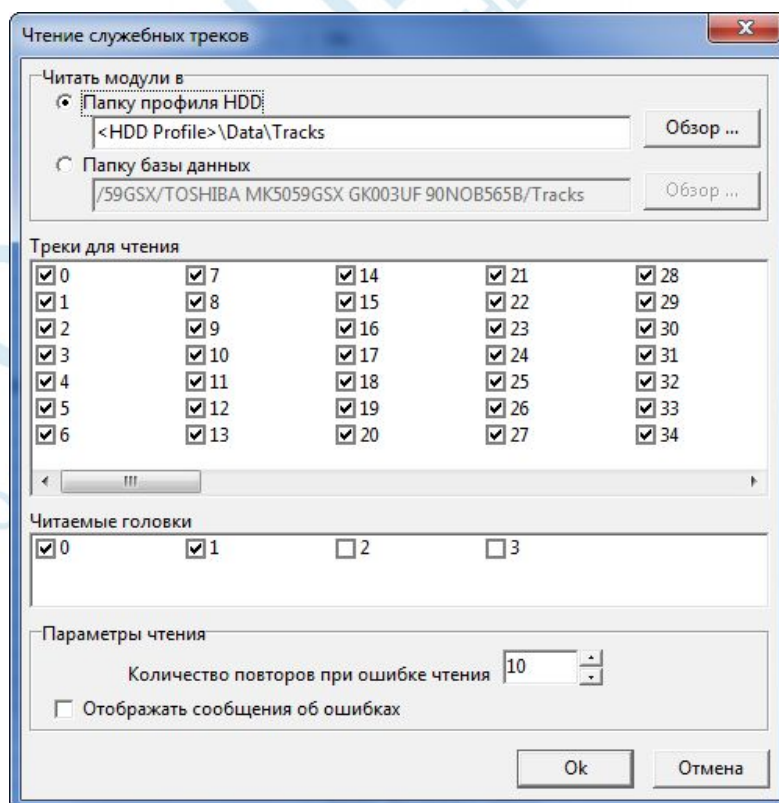 Чтение служебных треков
Читать модули в
Папку профиля HDD
<HDD Profile>\Data\Tracks
Обзор ...
Папку базы данных
/59GSX/TOSHIBA MK5059GSX GK003UF 90NOB565B/Tracks
Обзор ...
Треки для чтения
0 7 14 21 28
1 8 15 22 29
2 9 16 23 30
3 10 17 24 31
4 11 18 25 32
5 12 19 26 33
6 13 20 27 34
Читаемые головки
0 1 2 3
Параметры чтения
Количество повторов при ошибке чтения 10
Отображать сообщения об ошибках
Ok Отмена